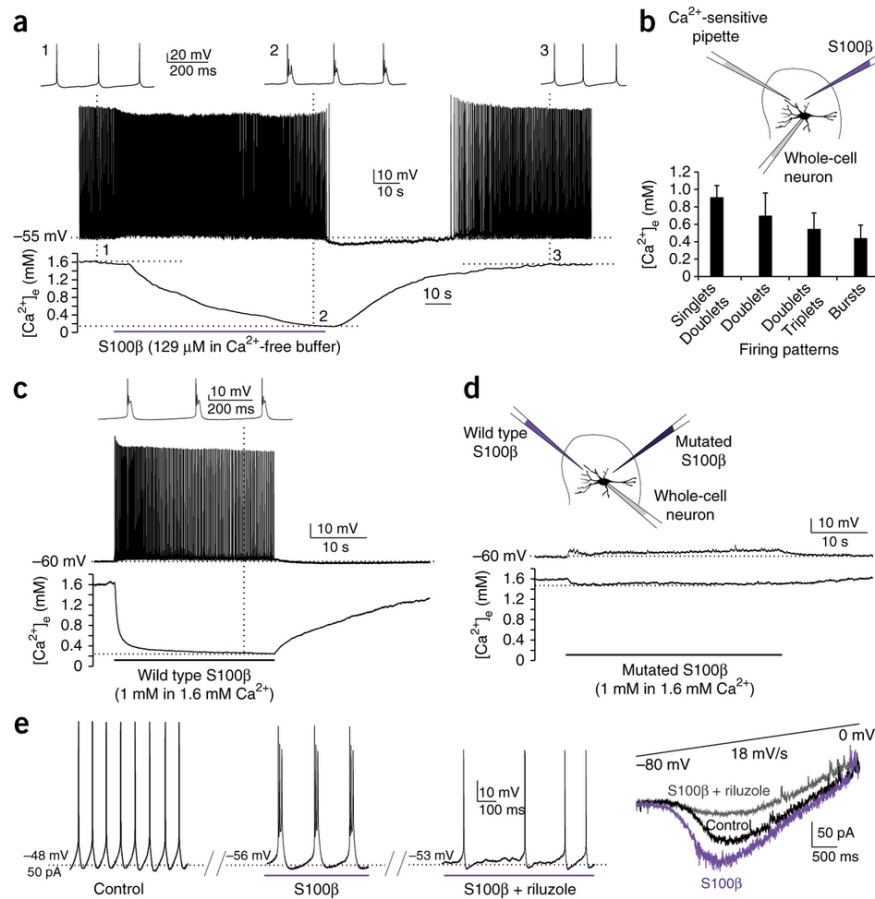 a
1
20 mV
200 ms
2
3
10 mV
10 s
–55 mV
1
[Ca2+]e (mM)
1.6
1.2
0.8
0.4
0
2
3
10 s
S100β (129 μM in Ca2+-free buffer)
b
Ca2+-sensitive
pipette
S100β
Whole-cell
neuron
[Ca2+]e (mM)
1.2
1.0
0.8
0.6
0.4
0.2
0
Singlets
Doublets
Doublets
Doublets
Triplets
Bursts
Firing patterns
c
10 mV
200 ms
10 mV
10 s
–60 mV
[Ca2+]e (mM)
1.6
1.2
0.8
0.4
0
Wild type S100β
(1 mM in 1.6 mM Ca2+)
d
Wild type
S100β
Mutated
S100β
Whole-cell
neuron
10 mV
10 s
–60 mV
[Ca2+]e (mM)
1.6
1.2
0.8
0.4
0
Mutated S100β
(1 mM in 1.6 mM Ca2+)
e
–48 mV
50 pA
Control
–56 mV
S100β
10 mV
100 ms
–53 mV
S100β + riluzole
0 mV
18 mV/s
–80 mV
S100β + riluzole
Control
50 pA
500 ms
S100β